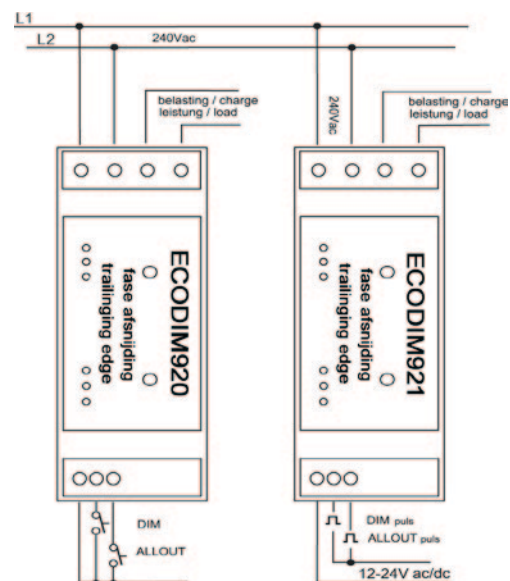 L1
L2
240Vac
240Vac
belasting / charge
leistung / load
belasting / charge
leistung / load
ECODIM920
fase afsnijding
trailinging edge
ECODIM921
fase afsnijding
trailinging edge
DIM
ALLOUT
DIM puls
ALLOUT puls
12-24V ac/dc